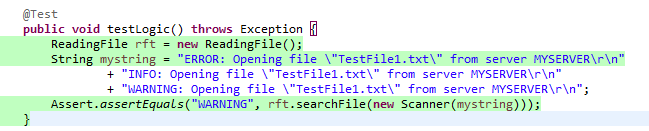 @Test
public void testLogic() throws Exception {
ReadingFile rft = new ReadingFile();
String mystring = "ERROR: Opening file \"TestFile1.txt\" from server MYSERVER\r\n"
+ "INFO: Opening file \"TestFile1.txt\" from server MYSERVER\r\n"
+ "WARNING: Opening file \"TestFile1.txt\" from server MYSERVER\r\n";
Assert.assertEquals("WARNING", rft.searchFile(new Scanner(mystring)));
}